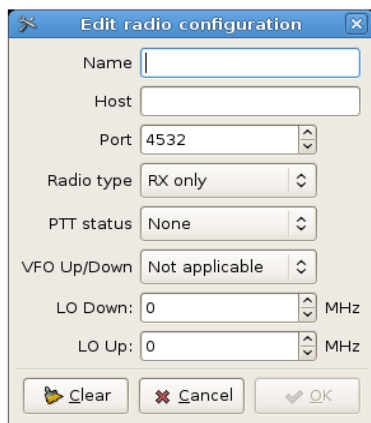 Edit radio configuration
Name
Host
Port 4532
Radio type RX only
PTT status None
VFO Up/Down Not applicable
LO Down: 0 MHz
LO Up: 0 MHz
Clear Cancel OK